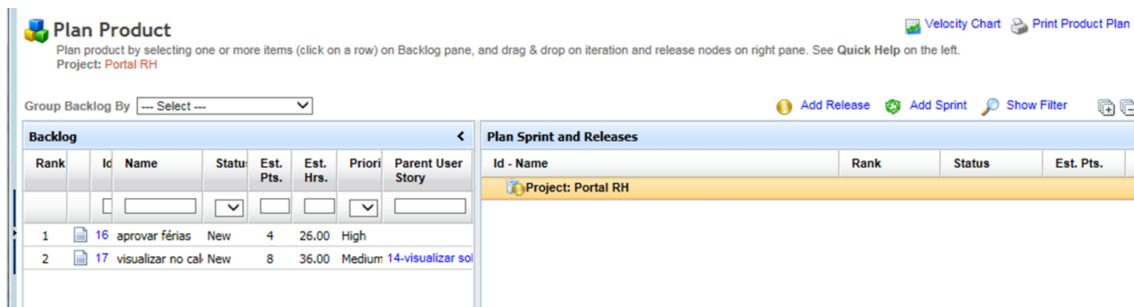 Plan Product
Velocity Chart Print Product Plan
Plan product by selecting one or more items (click on a row) on Backlog pane, and drag & drop on iteration and release nodes on right pane. See Quick Help on the left.
Project: Portal RH
Group Backlog By --- Select ---
Add Release Add Sprint Show Filter
Backlog
Plan Sprint and Releases
Rank Id Name Statu: Est. Pts. Est. Hrs. Priori Parent User Story
Id - Name Rank Status Est. Pts.
Project: Portal RH
1 16 aprovar férias New 4 26.00 High
2 17 visualizar no cal New 8 36.00 Medium 14-visualizar sol